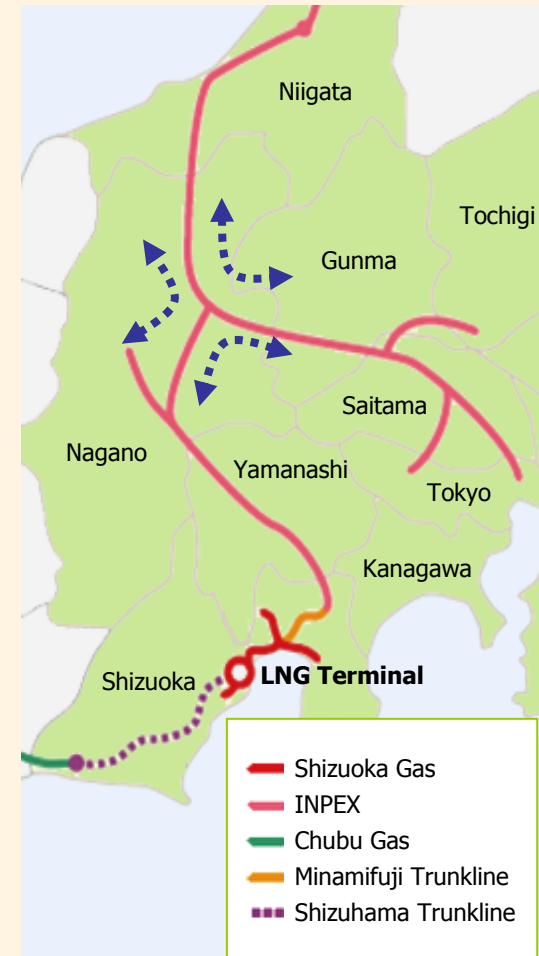 Niigata
Tochigi
Gunma
Saitama
Nagano
Yamanashi
Tokyo
Kanagawa
Shizuoka
LNG Terminal
Shizuoka Gas
INPEX
Chubu Gas
Minamifuji Trunkline
Shizuhama Trunkline